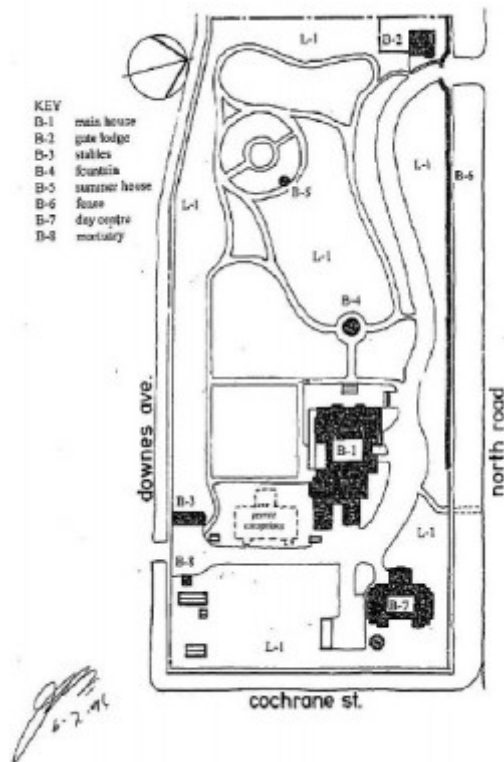 KEY
B-1 main house
B-2 gate lodge
B-3 stables
B-4 fountain
B-5 summer house
B-6 fence
B-7 day centre
B-8 mortuary
L-1
B-2
L-1
B-6
B-5
L-1
L-1
B-4
B-1
downes ave.
north road
B-3
B-8
L-1
B-7
L-1
cochrane st.